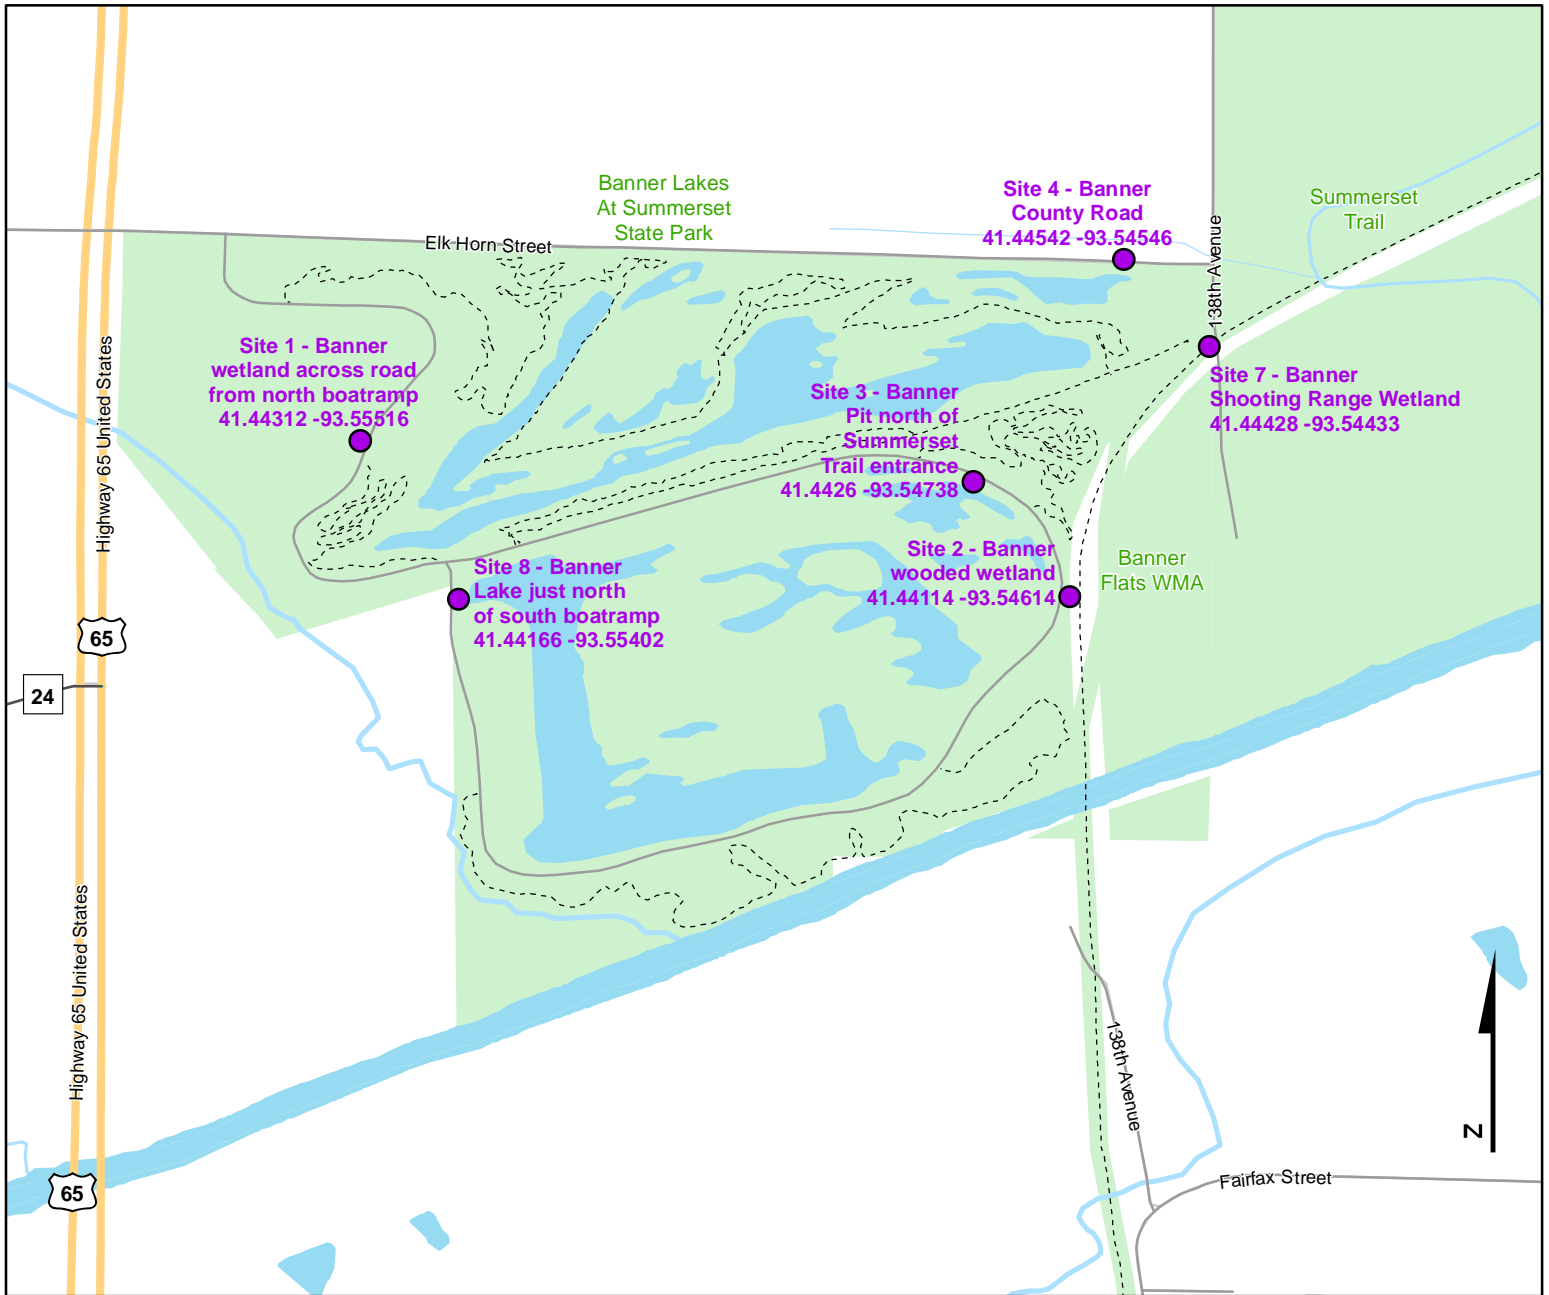 Banner Lakes
At Summerset
State Park
Elk Horn Street
Site 4 - Banner
County Road
41.44542 -93.54546
138th Avenue
Summerset
Trail
Site 1 - Banner
wetland across road
from north boatramp
41.44312 -93.55516
Highway 65 United States
Site 3 - Banner
Pit north of
Summerset
Trail entrance
41.4426 -93.54738
Site 7 - Banner
Shooting Range Wetland
41.44428 -93.54433
Site 2 - Banner
wooded wetland
41.44114 -93.54614
Banner
Flats WMA
Site 8 - Banner
Lake just north
of south boatramp
41.44166 -93.55402
65
24
Highway 65 United States
138th Avenue
Z
65
Fairfax Street